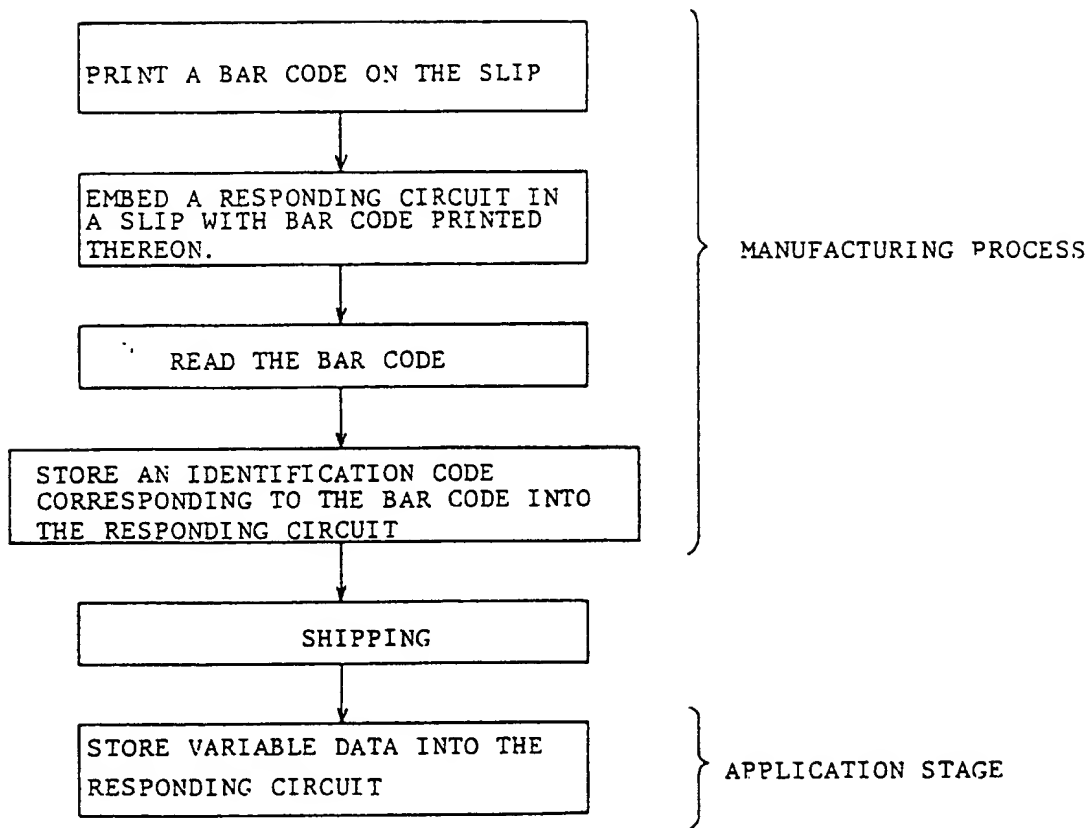 PRINT A BAR CODE ON THE SLIP
EMBED A RESPONDING CIRCUIT IN
A SLIP WITH BAR CODE PRINTED
THEREON.
READ THE BAR CODE
STORE AN IDENTIFICATION CODE
CORRESPONDING TO THE BAR CODE INTO
THE RESPONDING CIRCUIT
MANUFACTURING PROCESS
SHIPPING
STORE VARIABLE DATA INTO THE
RESPONDING CIRCUIT
APPLICATION STAGE